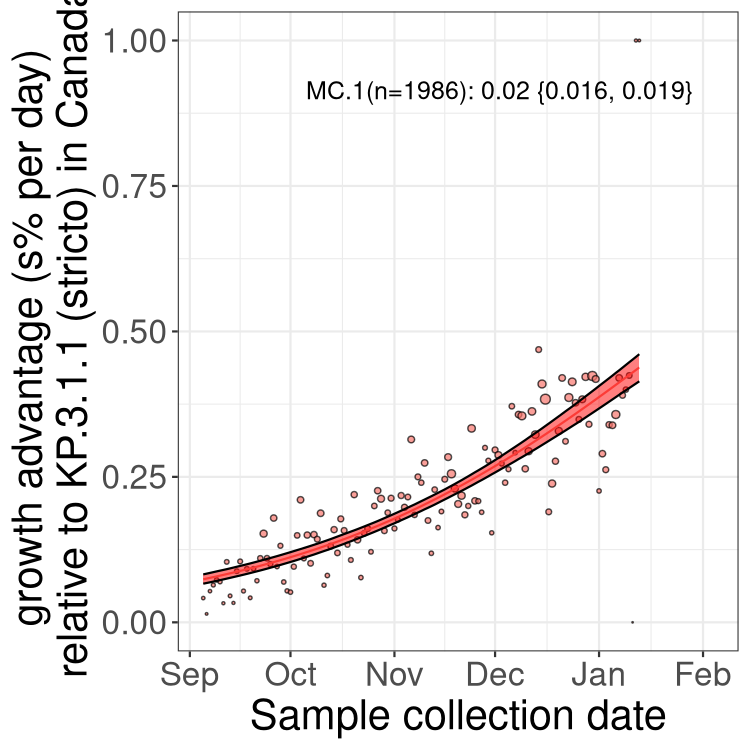 growth advantage (s% per day)
relative to KP.3.1.1 (stricto) in Canada
1.00
0.75
0.50
0.25
0.00
MC.1(n=1986): 0.02 {0.016, 0.019}
Sep Oct Nov Dec Jan Feb
Sample collection date